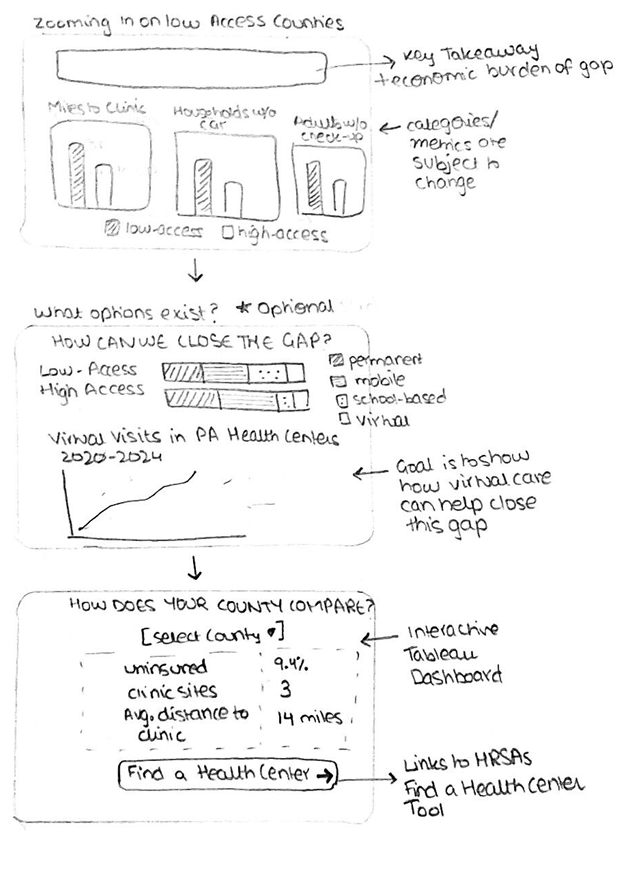 Zooming In on low Access Counties
Key Takeaway
+ economic burden of gap
Miles to Clinic
Households w/o
car
Adults w/o
check-up
categories/
metrics are
subject to
change
low-access
high-access
What options exist? * Optional
HOW CAN WE CLOSE THE GAP?
Low-Access
High Access
permanent
mobile
school-based
virtual
Virtual Visits in PA Health Centers
2020-2024
Goal is to show
how virtual care
can help close
this gap
HOW DOES YOUR COUNTY COMPARE?
[select County ▾]
uninsured 9.4%
clinic sites 3
Avg. distance to 14 miles
clinic
Interactive
Tableau
Dashboard
Find a Health Center →
Links to HRSAs
Find a Health Center
Tool